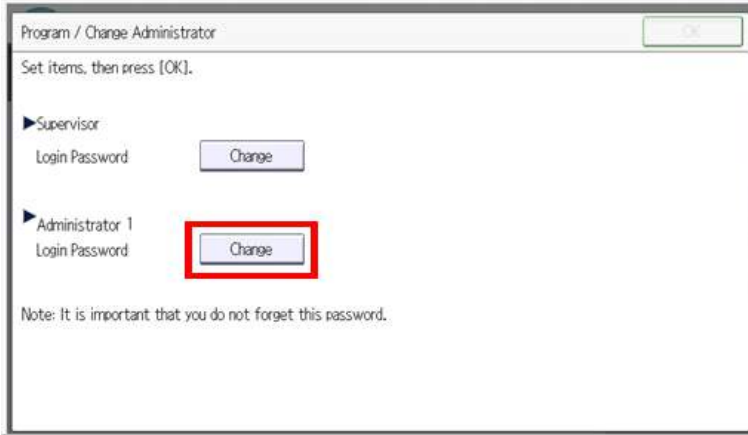 Program / Change Administrator OK
Set items, then press [OK].
▶Supervisor
Login Password Change
▶Administrator 1
Login Password Change
Note: It is important that you do not forget this password.